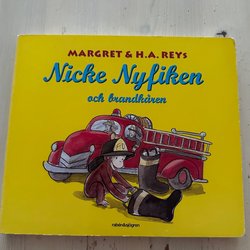 MARGRET & H.A. REYS
Nicke Nyfiken
och brandkåren
rabén&sjögren